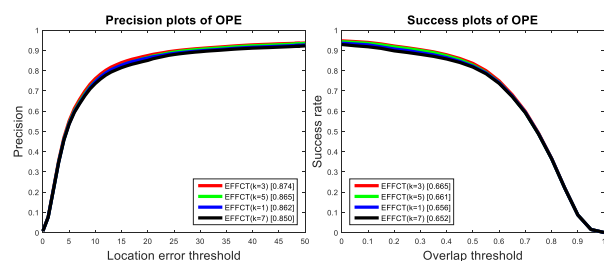 Precision plots of OPE
Precision
1
0.9
0.8
0.7
0.6
0.5
0.4
0.3
0.2
0.1
0
EFFCT(k=3) [0.874]
EFFCT(k=5) [0.865]
EFFCT(k=1) [0.862]
EFFCT(k=7) [0.850]
0 5 10 15 20 25 30 35 40 45 50
Location error threshold
Success plots of OPE
Success rate
1
0.9
0.8
0.7
0.6
0.5
0.4
0.3
0.2
0.1
0
EFFCT(k=3) [0.665]
EFFCT(k=5) [0.661]
EFFCT(k=1) [0.656]
EFFCT(k=7) [0.652]
0 0.1 0.2 0.3 0.4 0.5 0.6 0.7 0.8 0.9 1
Overlap threshold